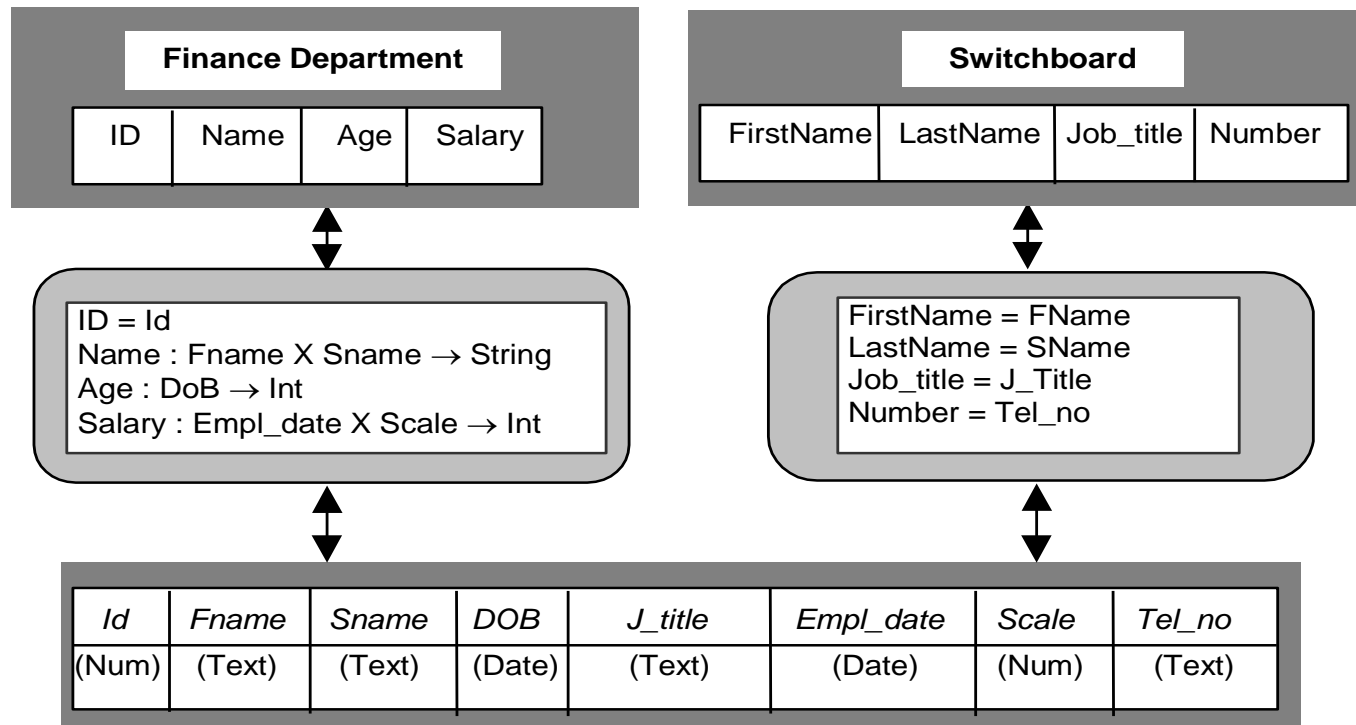 Finance Department
ID Name Age Salary
Switchboard
FirstName LastName Job_title Number
ID = Id
Name : Fname X Sname → String
Age : DoB → Int
Salary : Empl_date X Scale → Int
FirstName = FName
LastName = SName
Job_title = J_Title
Number = Tel_no
Id Fname Sname DOB J_title Empl_date Scale Tel_no
(Num) (Text) (Text) (Date) (Text) (Date) (Num) (Text)